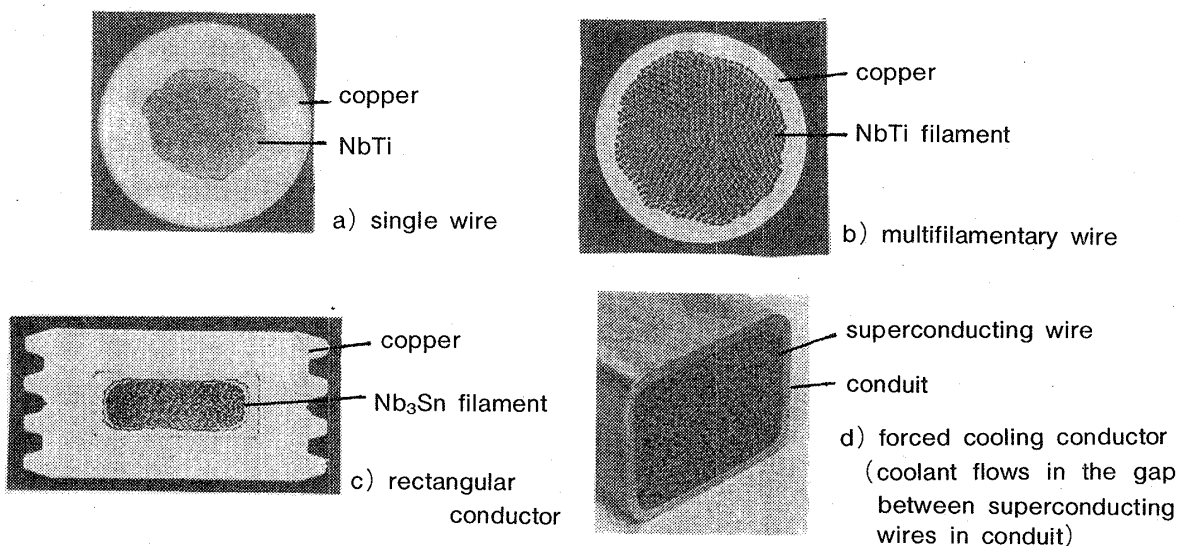 copper
NbTi
a) single wire
copper
NbTi filament
b) multifilamentary wire
copper
Nb₃Sn filament
c) rectangular
conductor
superconducting wire
conduit
d) forced cooling conductor
(coolant flows in the gap
between superconducting
wires in conduit)